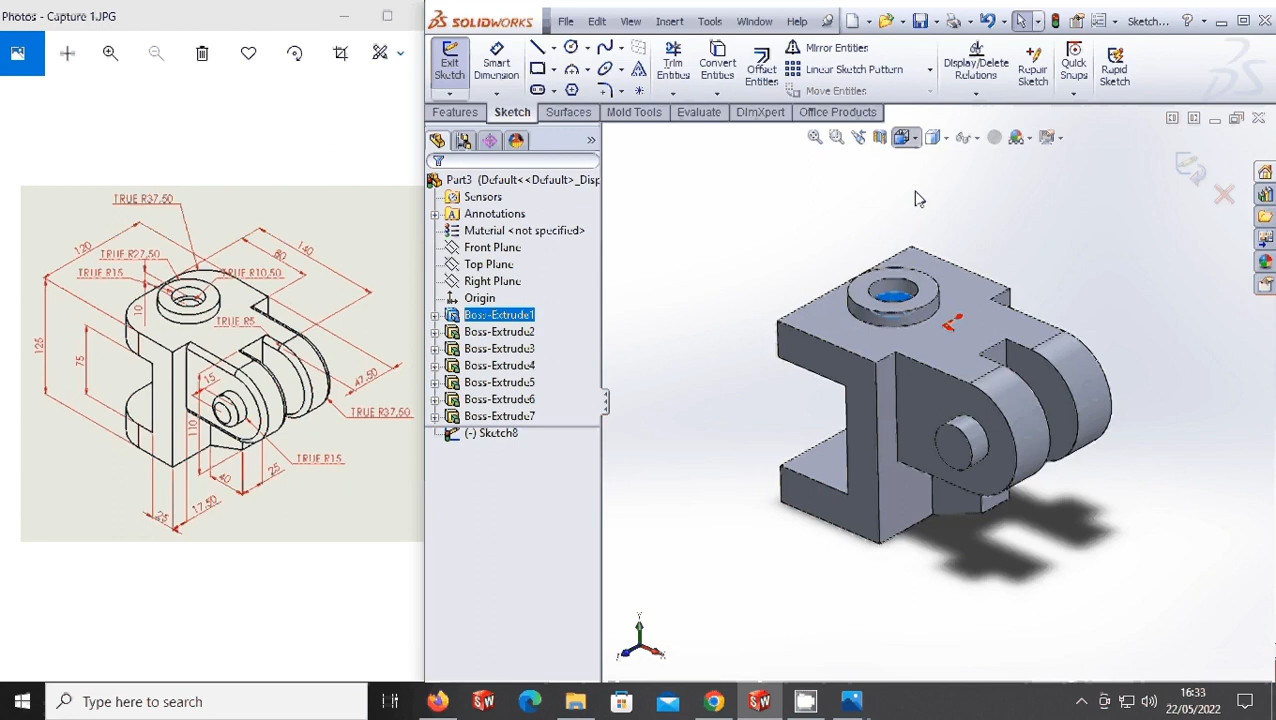 Photos - Capture 1.JPG
TRUE R37.50
120
140
80
TRUE R27.50
TRUE R15
TRUE R10.50
10
TRUE R5
125
75
15
47.50
TRUE R37.50
110
TRUE R15
40
25
25
17.50
SOLIDWORKS
File Edit View Insert Tools Window Help
Sketch...
Exit Sketch
Smart Dimension
Trim Entities
Convert Entities
Offset Entities
Mirror Entities
Linear Sketch Pattern
Move Entities
Display/Delete Relations
Repair Sketch
Quick Snaps
Rapid Sketch
Features Sketch Surfaces Mold Tools Evaluate DimXpert Office Products
Part3 (Default<<Default>_Disp
Sensors
Annotations
Material <not specified>
Front Plane
Top Plane
Right Plane
Origin
Boss-Extrude1
Boss-Extrude2
Boss-Extrude3
Boss-Extrude4
Boss-Extrude5
Boss-Extrude6
Boss-Extrude7
(-) Sketch8
Y
X
Type here to search
16:33
22/05/2022